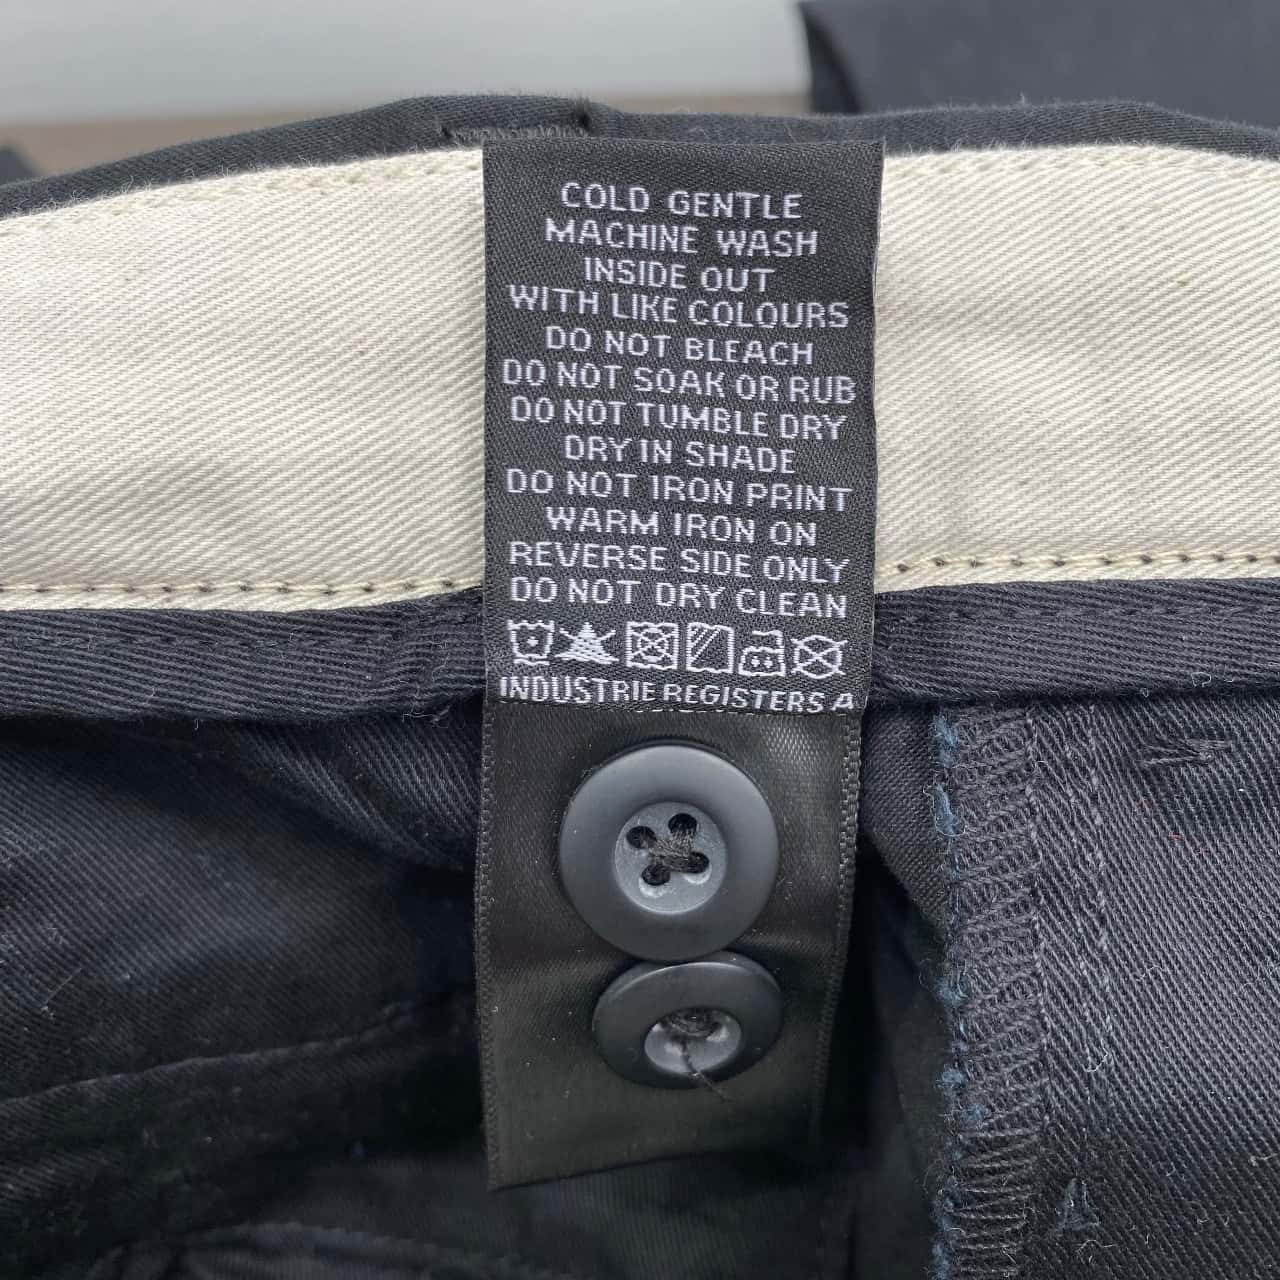 COLD GENTLE
MACHINE WASH
INSIDE OUT
WITH LIKE COLOURS
DO NOT BLEACH
DO NOT SOAK OR RUB
DO NOT TUMBLE DRY
DRY IN SHADE
DO NOT IRON PRINT
WARM IRON ON
REVERSE SIDE ONLY
DO NOT DRY CLEAN
INDUSTRIE REGISTERS A